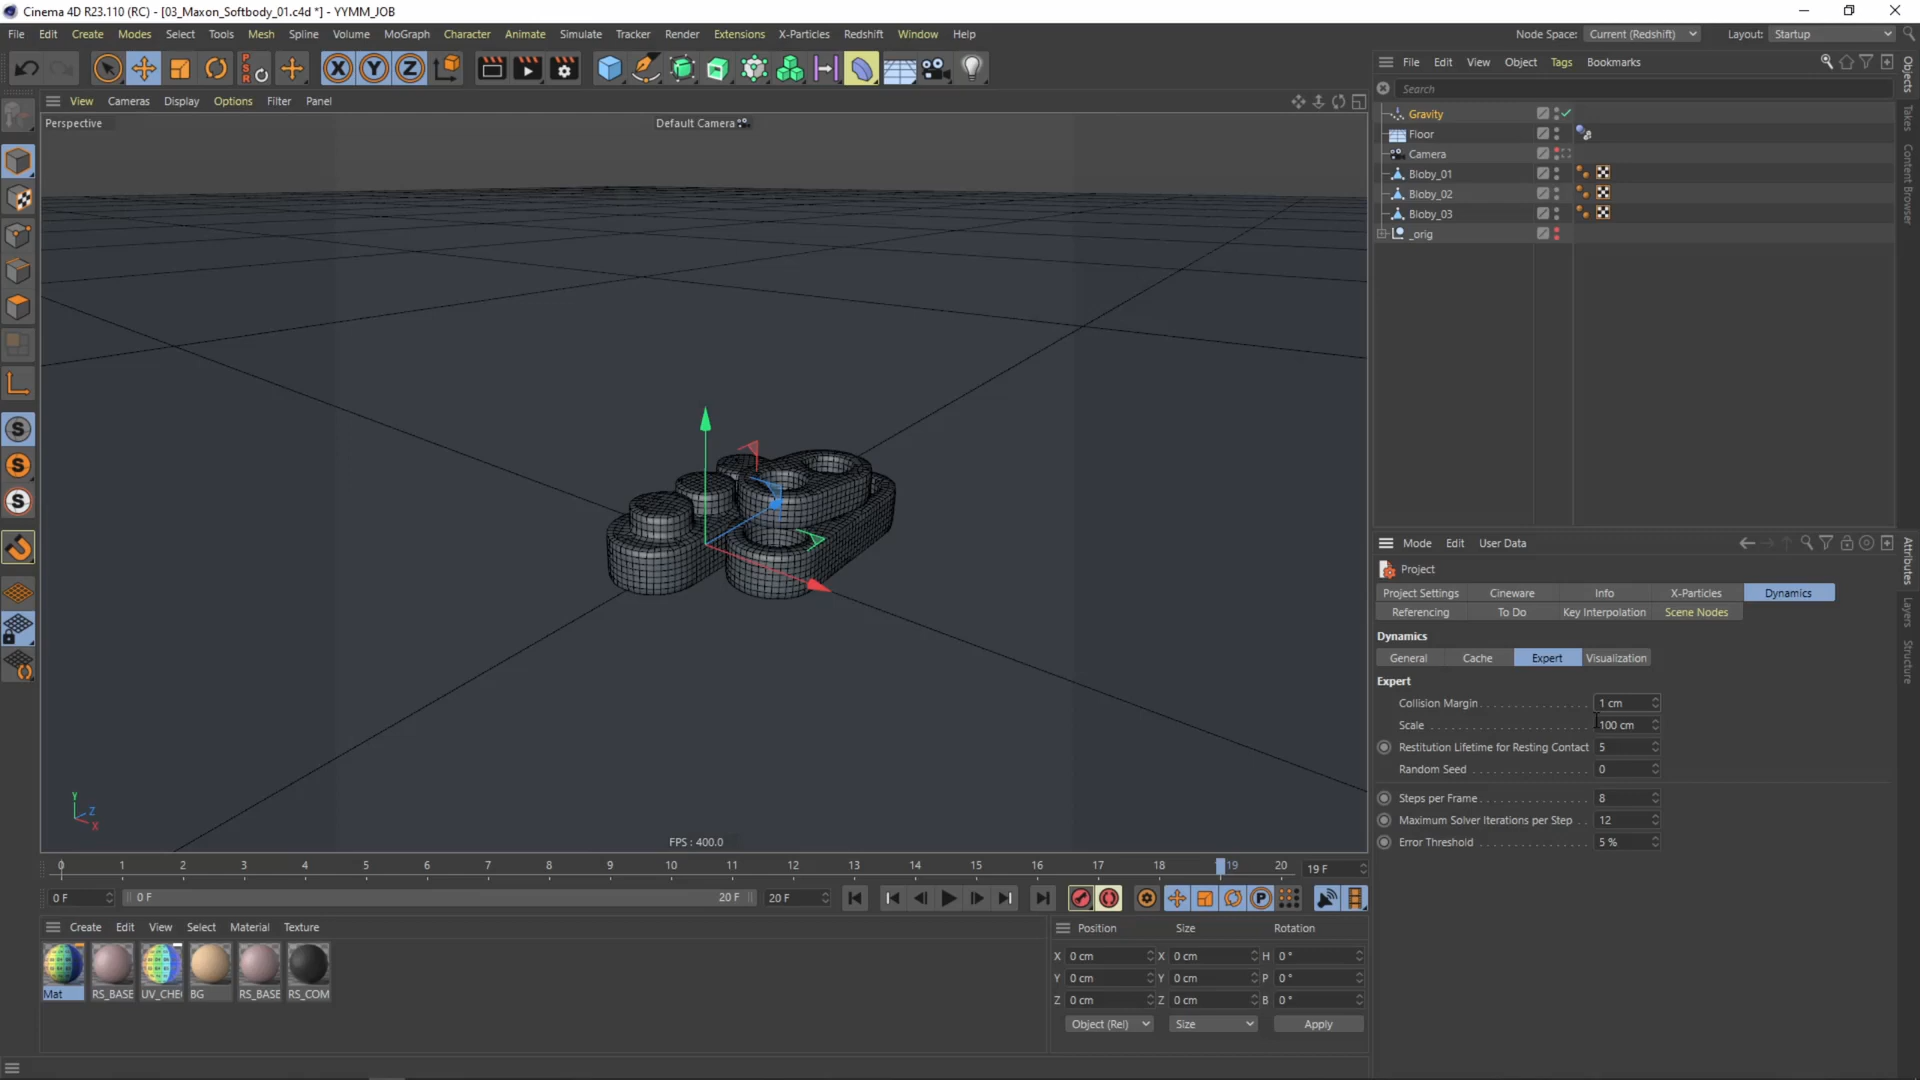 Cinema 4D R23.110 (RC) - [03_Maxon_Softbody_01.c4d *] - YYMM_JOB
File Edit Create Modes Select Tools Mesh Spline Volume MoGraph Character Animate Simulate Tracker Render Extensions X-Particles Redshift Window Help
Node Space: Current (Redshift) Layout: Startup
File Edit View Object Tags Bookmarks
Search
View Cameras Display Options Filter Panel
Perspective
Default Camera
Gravity
Floor
Camera
Bloby_01
Bloby_02
Bloby_03
_orig
Objects
Takes
Content Browser
PSR
X Y Z
S
S
S
Y
Z
X
FPS : 400.0
Mode Edit User Data
Project
Project Settings Cineware Info X-Particles Dynamics
Referencing To Do Key Interpolation Scene Nodes
Dynamics
General Cache Expert Visualization
Expert
Collision Margin 1 cm
Scale 100 cm
Restitution Lifetime for Resting Contact 5
Random Seed 0
Steps per Frame 8
Maximum Solver Iterations per Step 12
Error Threshold 5 %
Attributes
Layers
Structure
0 1 2 3 4 5 6 7 8 9 10 11 12 13 14 15 16 17 18 19 20 19 F
0 F 0 F 20 F 20 F
P
Create Edit View Select Material Texture
Mat RS_BASE UV_CHE BG RS_BASE RS_COM
Position Size Rotation
X 0 cm X 0 cm H 0 °
Y 0 cm Y 0 cm P 0 °
Z 0 cm Z 0 cm B 0 °
Object (Rel) Size Apply